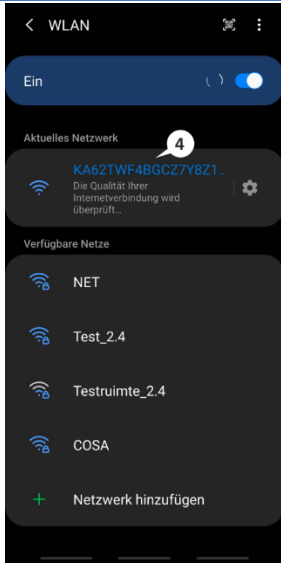 WLAN
Ein
Aktuelles Netzwerk
4
KA62TWF4BGCZ7Y8Z1..
Die Qualität Ihrer
Internetverbindung wird
überprüft...
Verfügbare Netze
NET
Test_2.4
Testruimte_2.4
COSA
Netzwerk hinzufügen